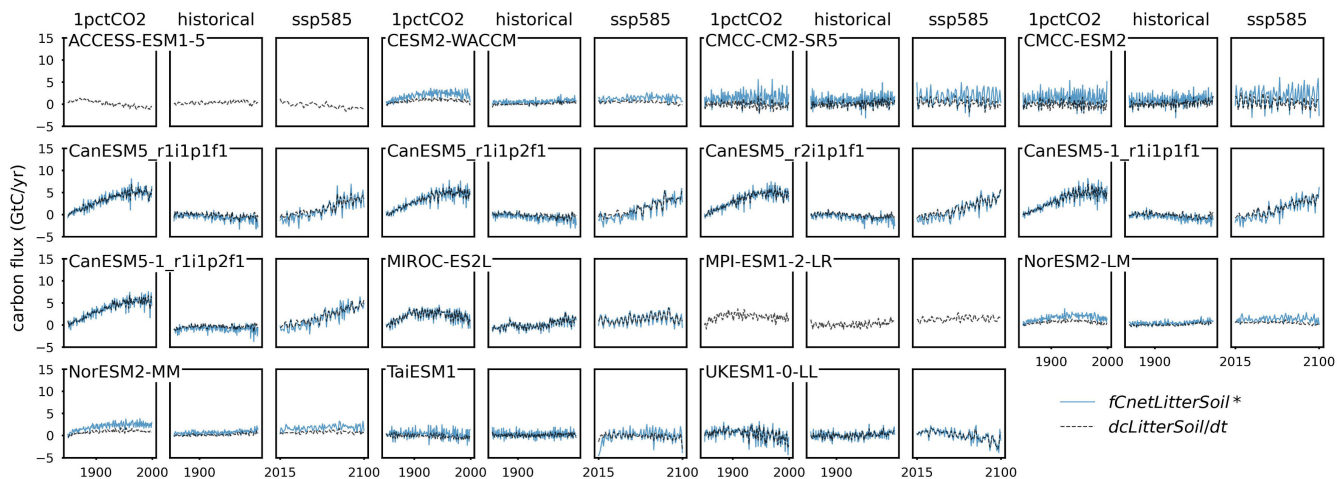 1pctCO2 historical ssp585 1pctCO2 historical ssp585 1pctCO2 historical ssp585 1pctCO2 historical ssp585
15 ACCESS-ESM1-5 CESM2-WACCM CMCC-CM2-SR5 CMCC-ESM2
10
5
0
−5
15 CanESM5_r1i1p1f1 CanESM5_r1i1p2f1 CanESM5_r2i1p1f1 CanESM5-1_r1i1p1f1
10
5
0
−5
carbon flux (GtC/yr)
15 CanESM5-1_r1i1p2f1 MIROC-ES2L MPI-ESM1-2-LR NorESM2-LM
10
5
0
−5
1900 2000 1900 2015 2100
15 NorESM2-MM TaiESM1 UKESM1-0-LL
10
5
0
−5
1900 2000 1900 2015 2100 1900 2000 1900 2015 2100 1900 2000 1900 2015 2100
fCnetLitterSoil *
dcLitterSoil/dt